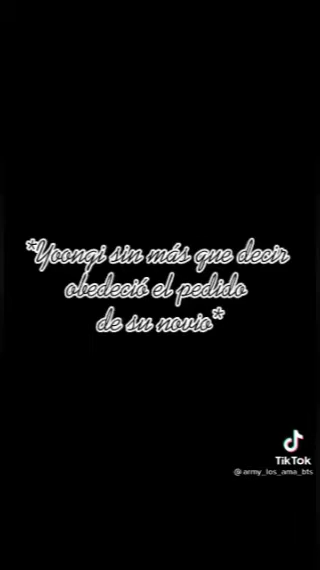 *Yoongi sin más que decir
obedeció el pedido
de su novio*
TikTok
@army_los_ama_bts